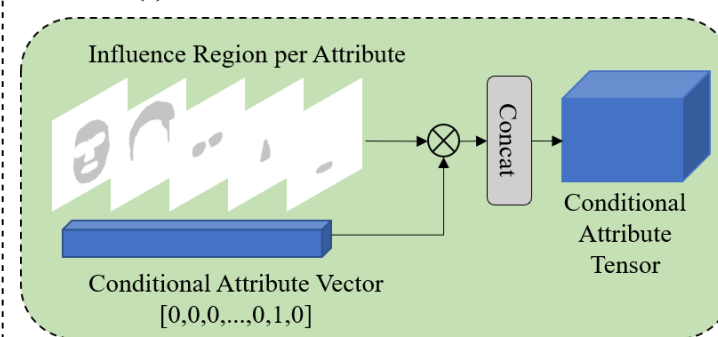 Influence Region per Attribute
Concat
Conditional
Attribute
Tensor
Conditional Attribute Vector
[0,0,0,...,0,1,0]